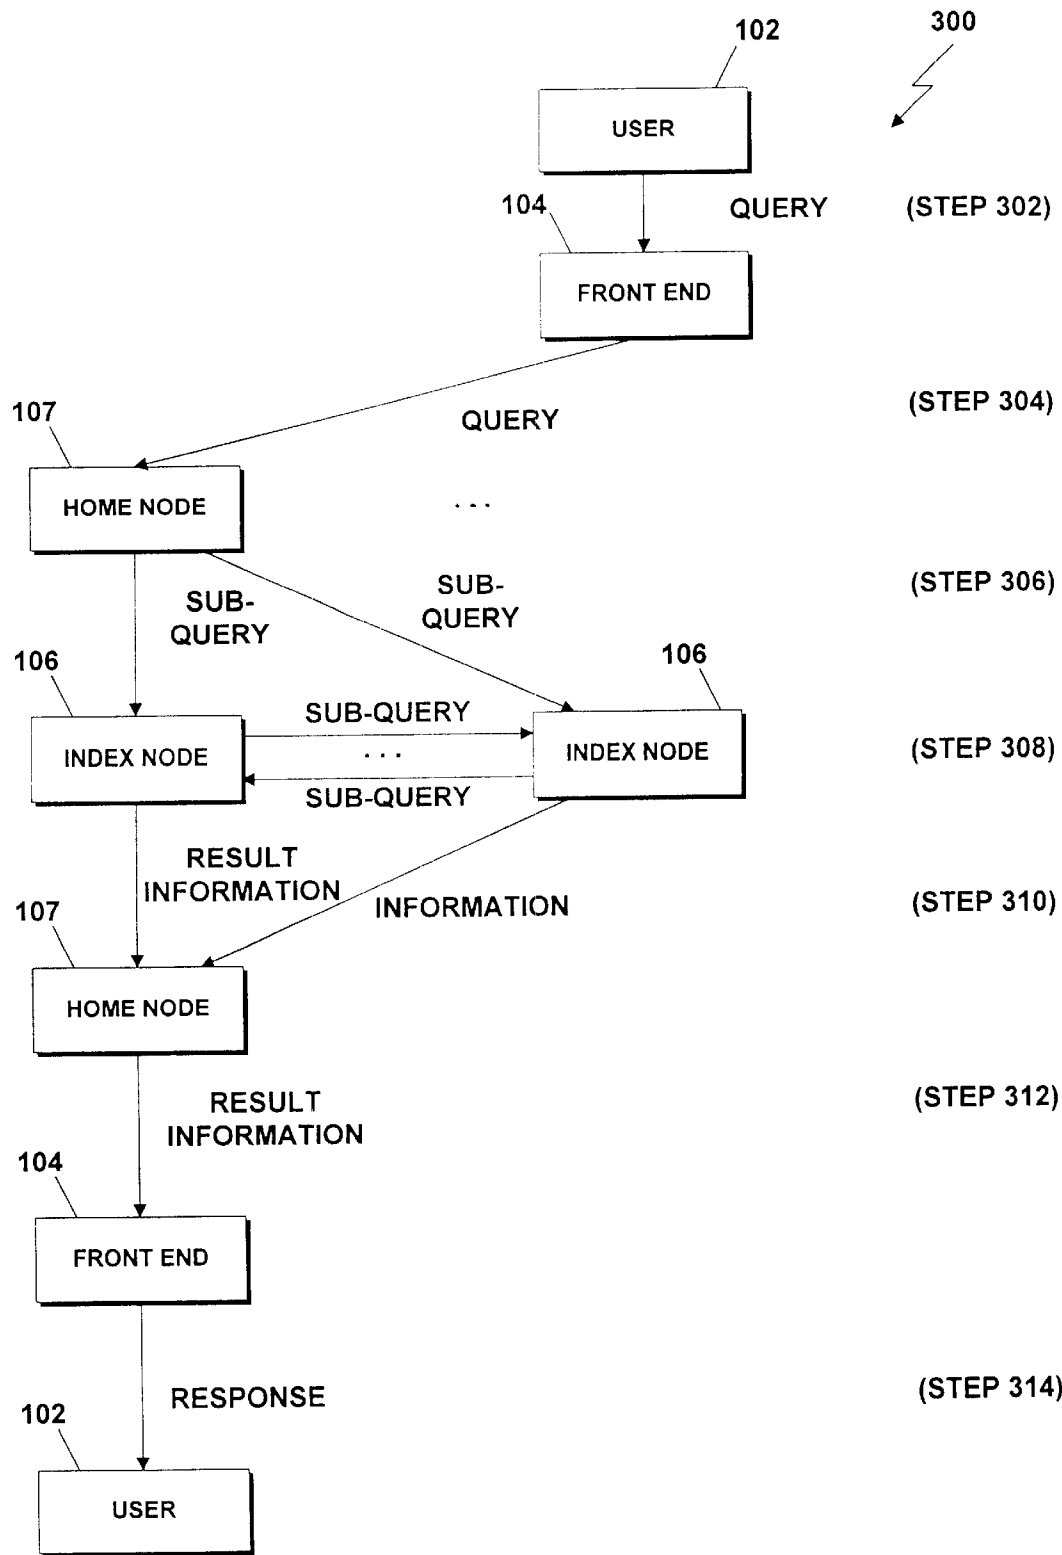 300
102
USER
104
QUERY
(STEP 302)
FRONT END
107
QUERY
(STEP 304)
HOME NODE
. . .
SUB-
QUERY
SUB-
QUERY
(STEP 306)
106
106
SUB-QUERY
INDEX NODE
. . .
INDEX NODE
(STEP 308)
SUB-QUERY
RESULT
INFORMATION
INFORMATION
(STEP 310)
107
HOME NODE
RESULT
INFORMATION
(STEP 312)
104
FRONT END
RESPONSE
(STEP 314)
102
USER